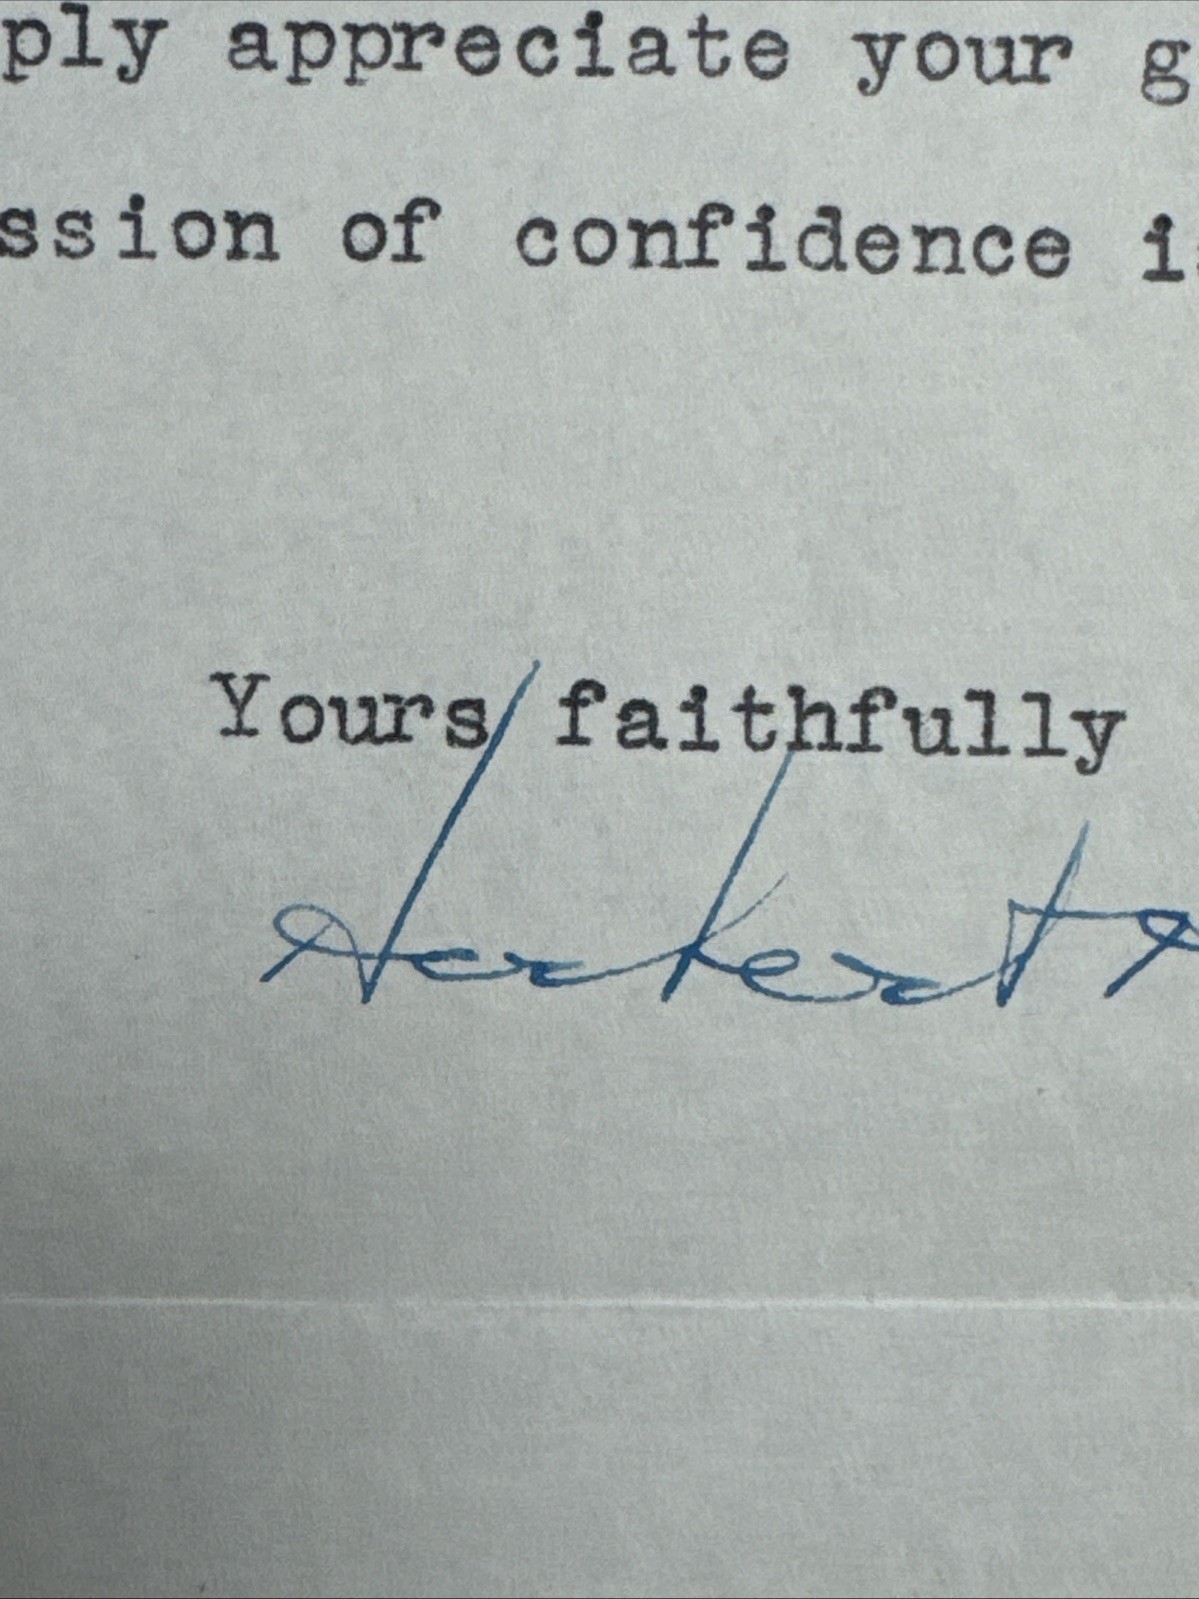 ply appreciate your g
ssion of confidence i
Yours faithfully
Herbert